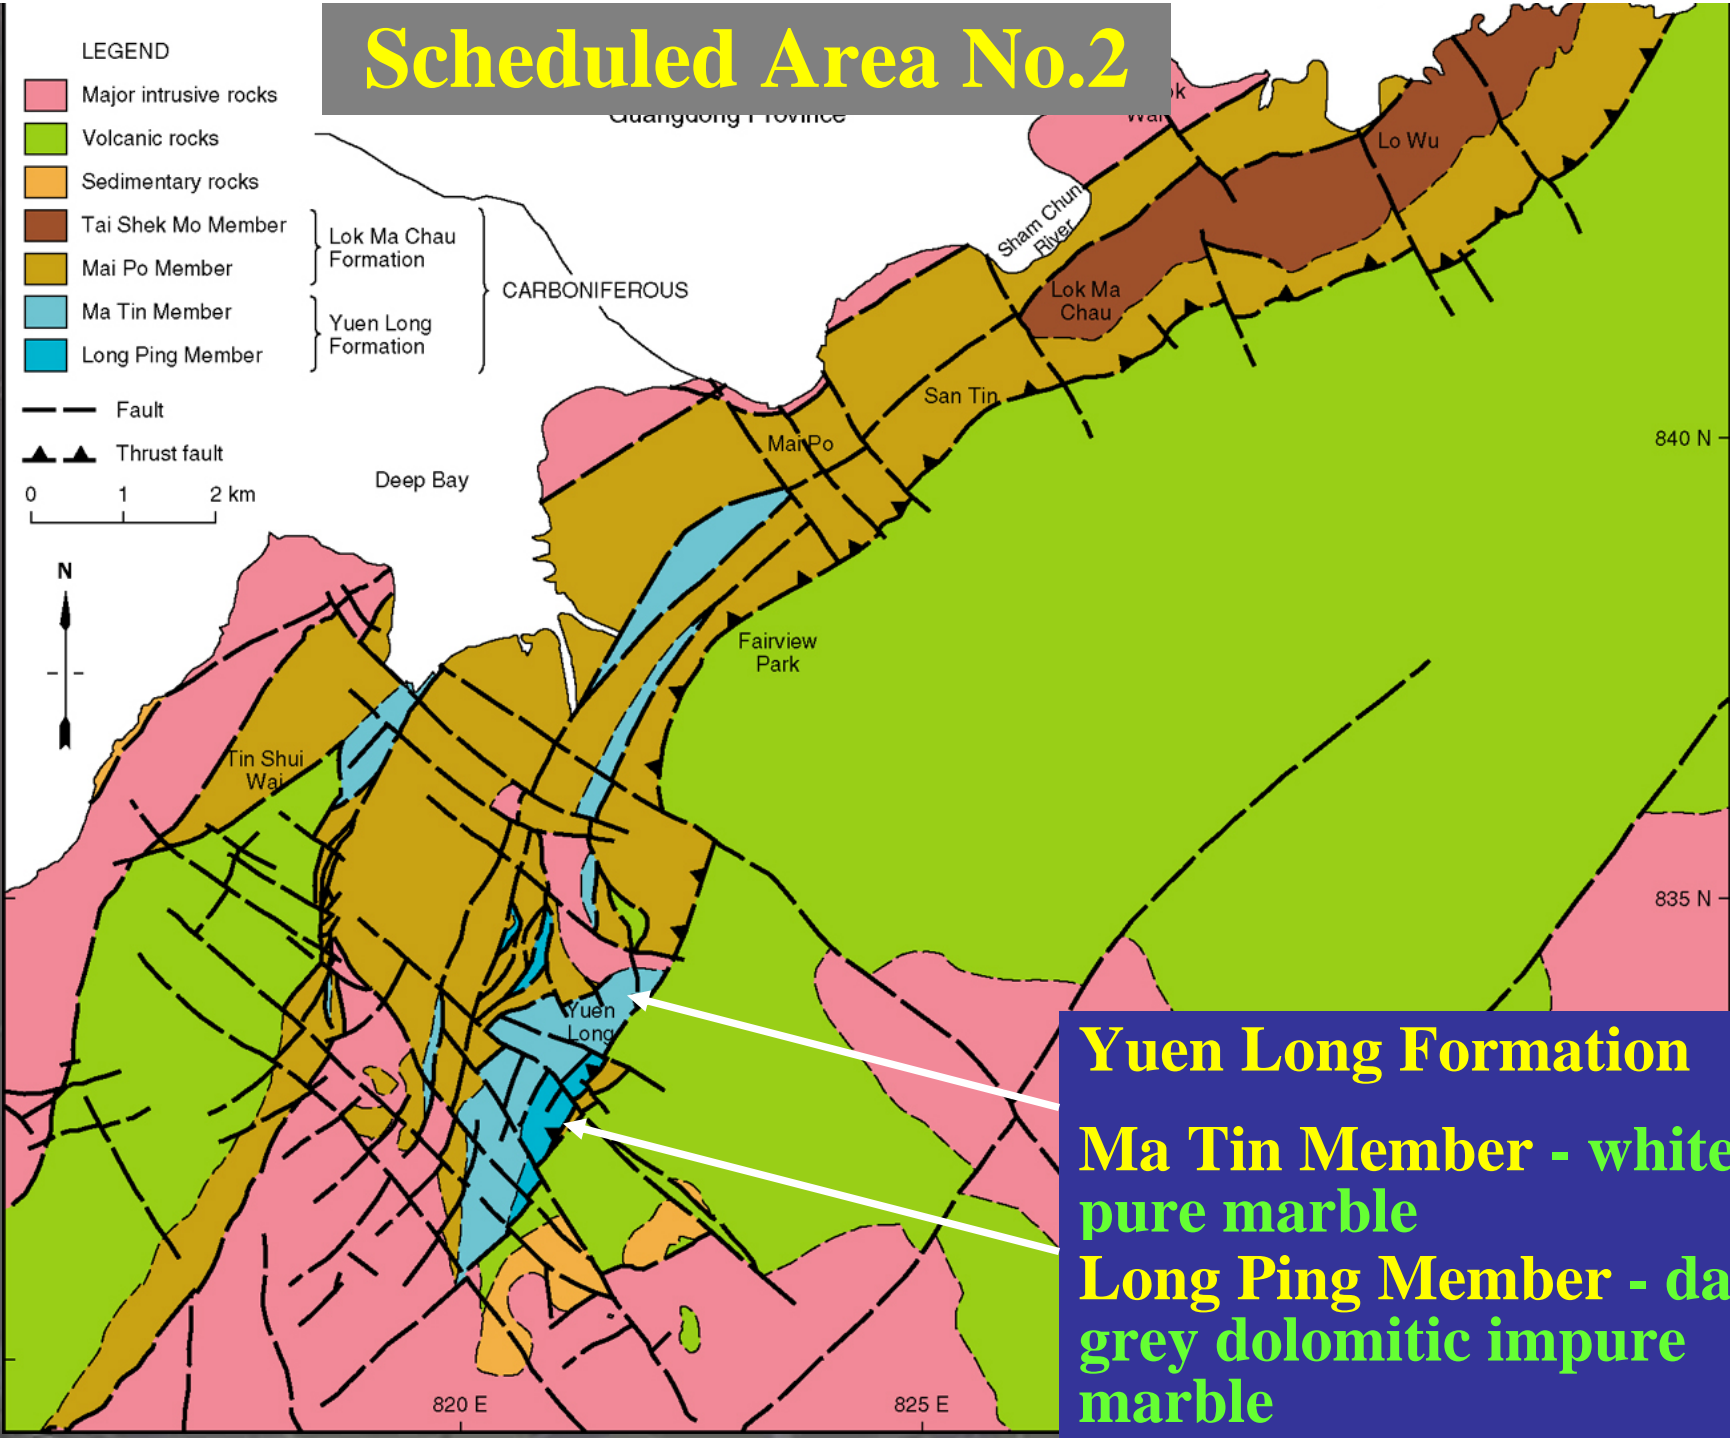 Scheduled Area No.2
LEGEND
Major intrusive rocks
Volcanic rocks
Sedimentary rocks
Tai Shek Mo Member
Mai Po Member
Ma Tin Member
Long Ping Member
Lok Ma Chau
Formation
Yuen Long
Formation
CARBONIFEROUS
Fault
Thrust fault
0 1 2 km
N
Guangdong Province
Sham Chun
River
Lo Wu
Lok Ma
Chau
San Tin
Mai Po
Deep Bay
840 N
Fairview
Park
Tin Shui
Wai
835 N
Yuen
Long
820 E
825 E
Yuen Long Formation
Ma Tin Member - white
pure marble
Long Ping Member - da
grey dolomitic impure
marble